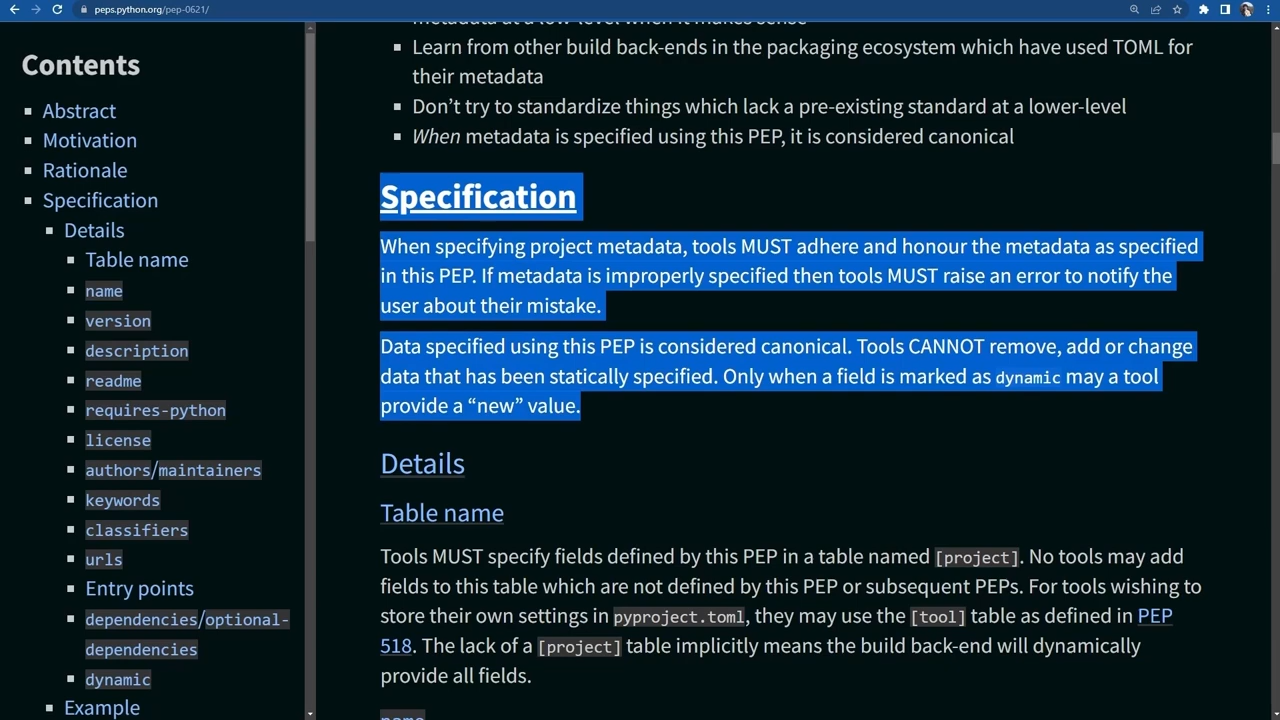 peps.python.org/pep-0621/
Contents
Abstract
Motivation
Rationale
Specification
Details
Table name
name
version
description
readme
requires-python
license
authors/maintainers
keywords
classifiers
urls
Entry points
dependencies/optional-
dependencies
dynamic
Example
metadata at a low-level when it makes sense
Learn from other build back-ends in the packaging ecosystem which have used TOML for
their metadata
Don’t try to standardize things which lack a pre-existing standard at a lower-level
When metadata is specified using this PEP, it is considered canonical
Specification
When specifying project metadata, tools MUST adhere and honour the metadata as specified
in this PEP. If metadata is improperly specified then tools MUST raise an error to notify the
user about their mistake.
Data specified using this PEP is considered canonical. Tools CANNOT remove, add or change
data that has been statically specified. Only when a field is marked as dynamic may a tool
provide a “new” value.
Details
Table name
Tools MUST specify fields defined by this PEP in a table named [project]. No tools may add
fields to this table which are not defined by this PEP or subsequent PEPs. For tools wishing to
store their own settings in pyproject.toml, they may use the [tool] table as defined in PEP
518. The lack of a [project] table implicitly means the build back-end will dynamically
provide all fields.
name